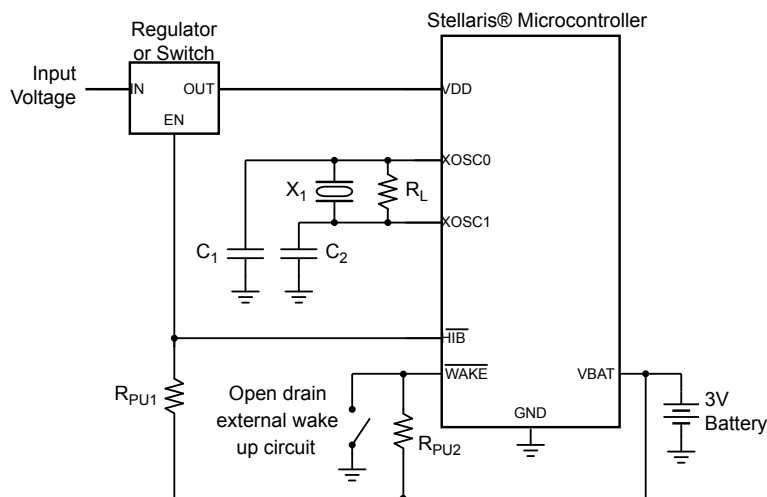 Stellaris® Microcontroller
Regulator
or Switch
Input
Voltage
IN
OUT
EN
VDD
XOSC0
X1
RL
XOSC1
C1
C2
HIB
WAKE
VBAT
RPU1
Open drain
external wake
up circuit
RPU2
GND
3V
Battery